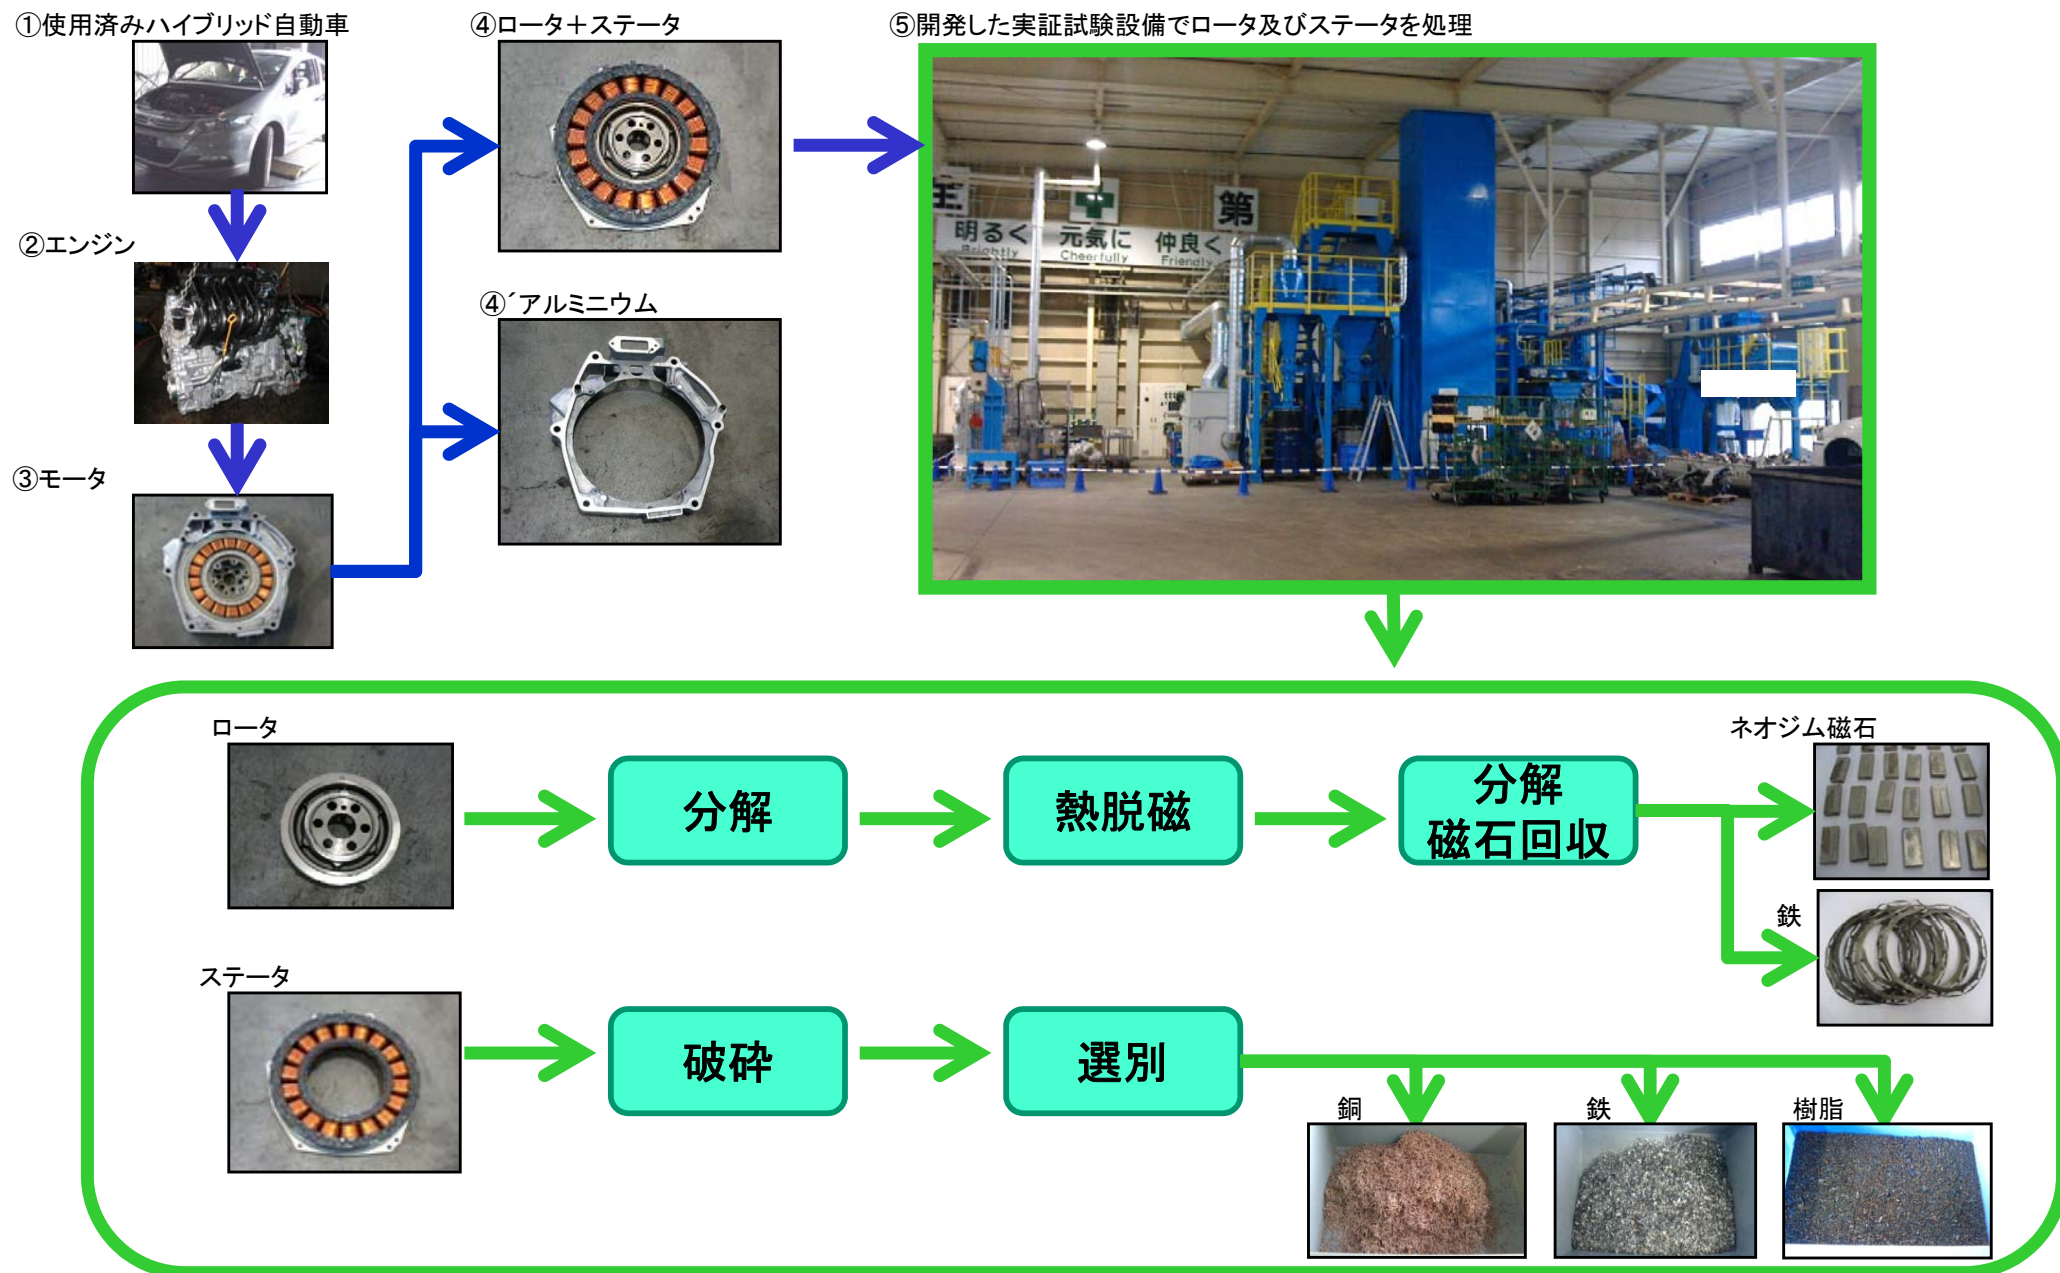 ①使用済みハイブリッド自動車
④ロータ＋ステータ
⑤開発した実証試験設備でロータ及びステータを処理
②エンジン
④´アルミニウム
③モータ
第
明るく 元気に 仲良く
Brightly Cheerfully Friendly
ロータ
分解
熱脱磁
分解
磁石回収
ネオジム磁石
鉄
ステータ
破砕
選別
銅
鉄
樹脂